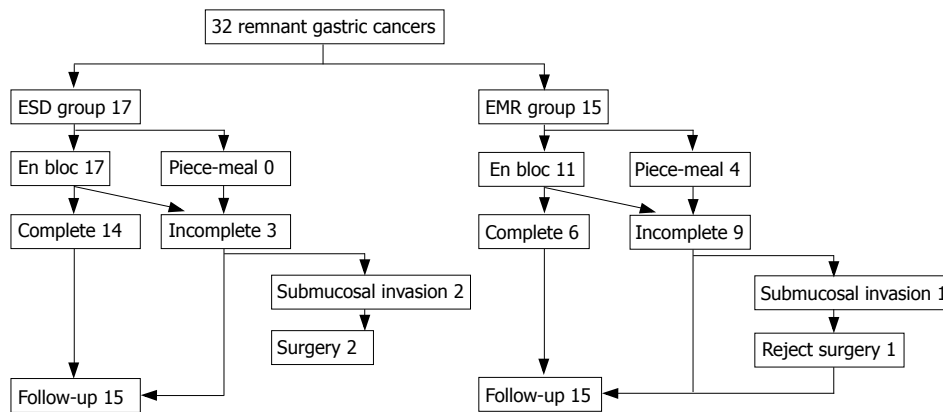 32 remnant gastric cancers
ESD group 17
EMR group 15
En bloc 17
Piece-meal 0
En bloc 11
Piece-meal 4
Complete 14
Incomplete 3
Complete 6
Incomplete 9
Submucosal invasion 2
Submucosal invasion 1
Surgery 2
Reject surgery 1
Follow-up 15
Follow-up 15